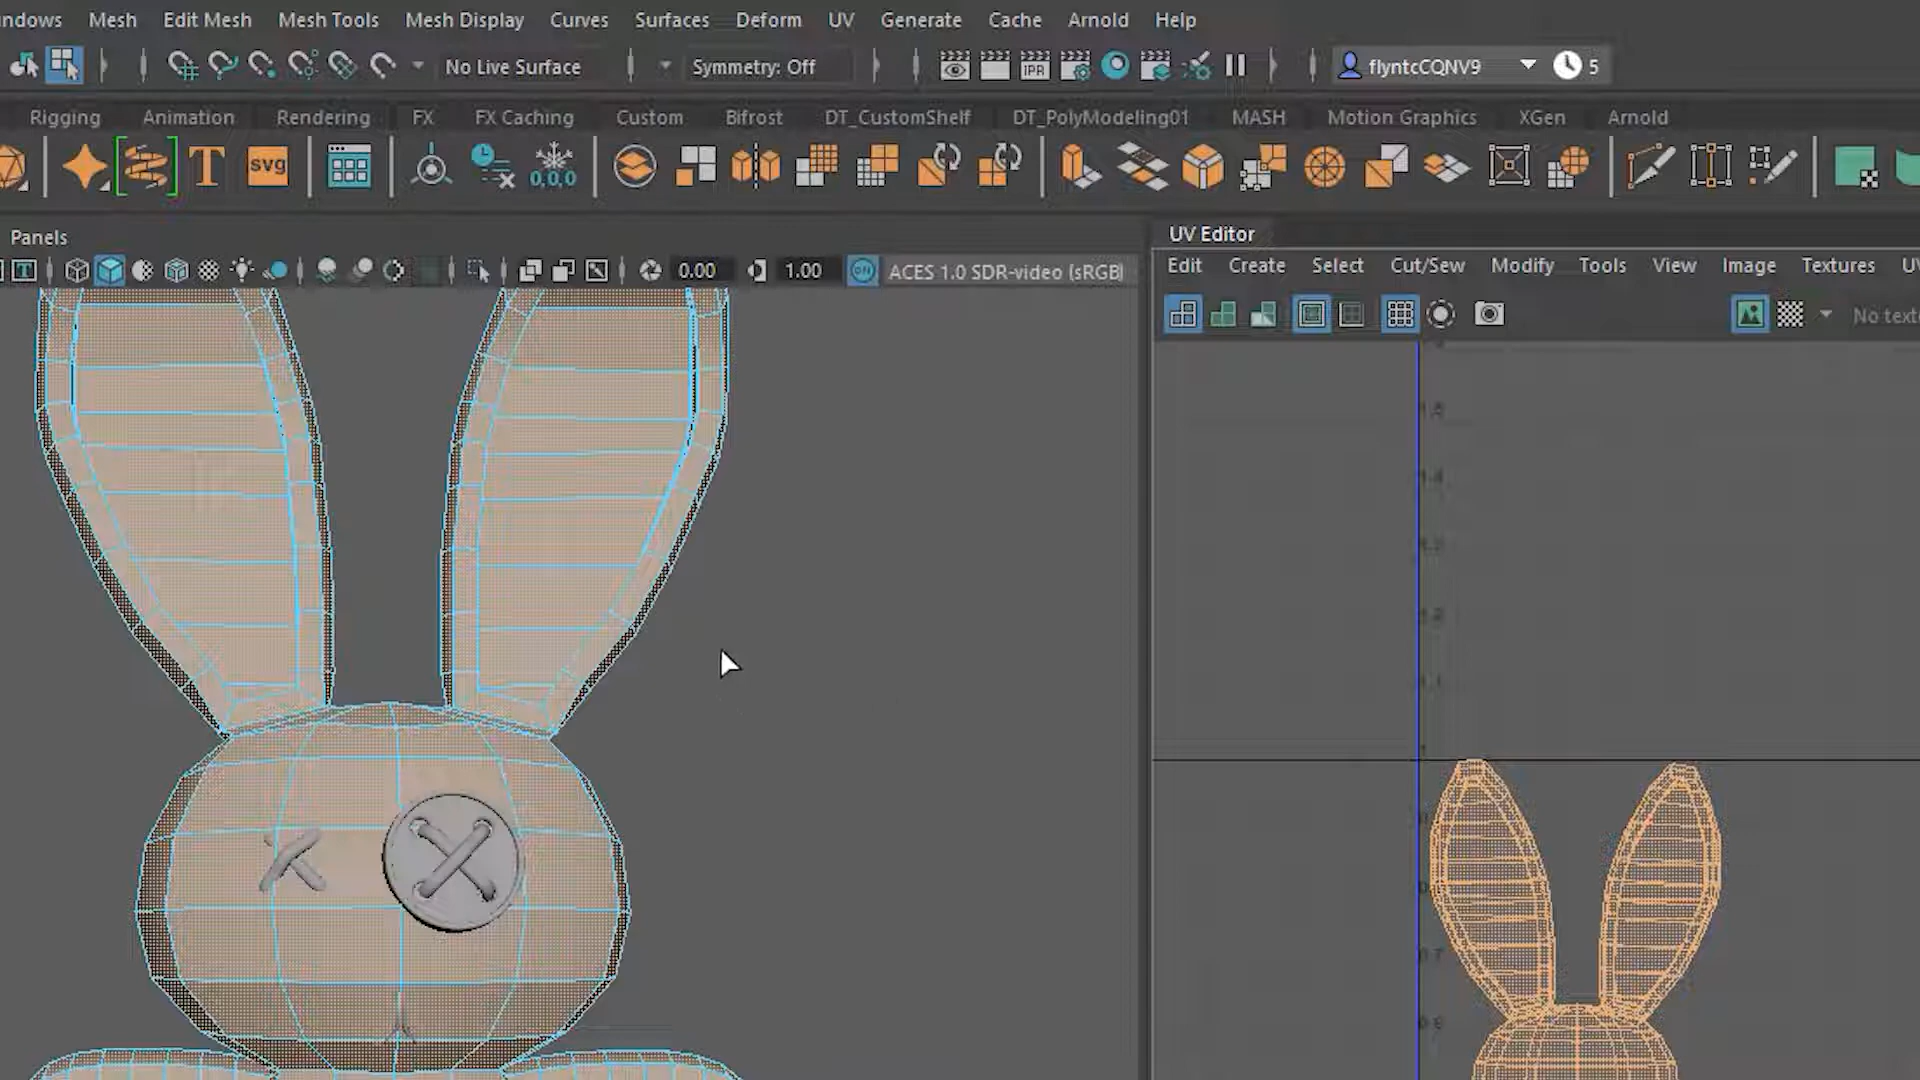 ndows Mesh Edit Mesh Mesh Tools Mesh Display Curves Surfaces Deform UV Generate Cache Arnold Help
No Live Surface Symmetry: Off IPR flyntcCQNV9 5
Rigging Animation Rendering FX FX Caching Custom Bifrost DT_CustomShelf DT_PolyModeling01 MASH Motion Graphics XGen Arnold
T svg 0,0,0
Panels
UV Editor
T 0.00 1.00 ON ACES 1.0 SDR-video (sRGB)
Edit Create Select Cut/Sew Modify Tools View Image Textures UV
No text